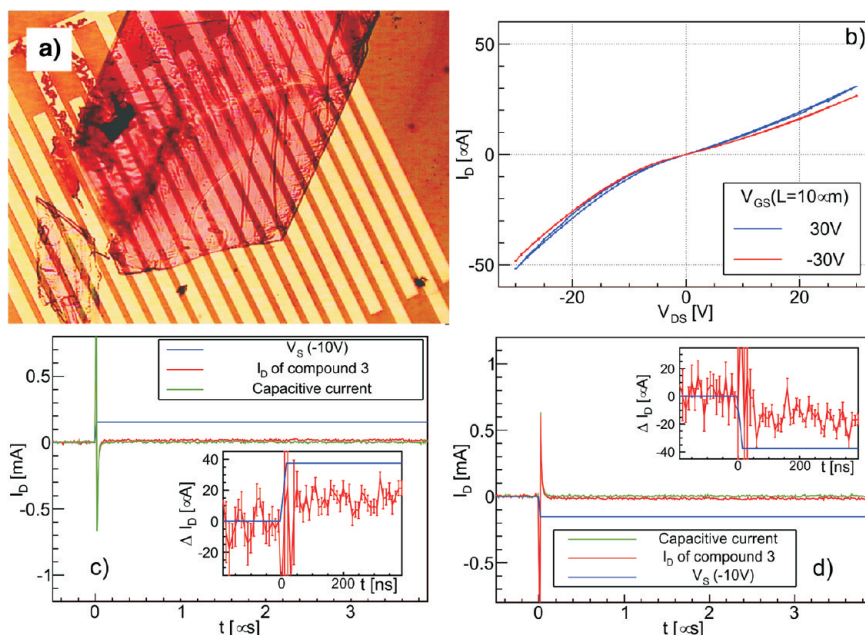 a)
b)
I_D [∝A]
50
0
-50
-20
0
20
V_DS [V]
V_GS(L=10∝m)
30V
-30V
c)
I_D [mA]
0.5
0
-0.5
-1
0
1
2
3
t [∝s]
V_S (-10V)
I_D of compound 3
Capacitive current
Δ I_D [∝A]
40
20
0
-20
0
200
t [ns]
d)
I_D [mA]
1
0.5
0
-0.5
0
1
2
3
t [∝s]
Δ I_D [∝A]
20
0
-20
-40
0
200
t [ns]
Capacitive current
I_D of compound 3
V_S (-10V)